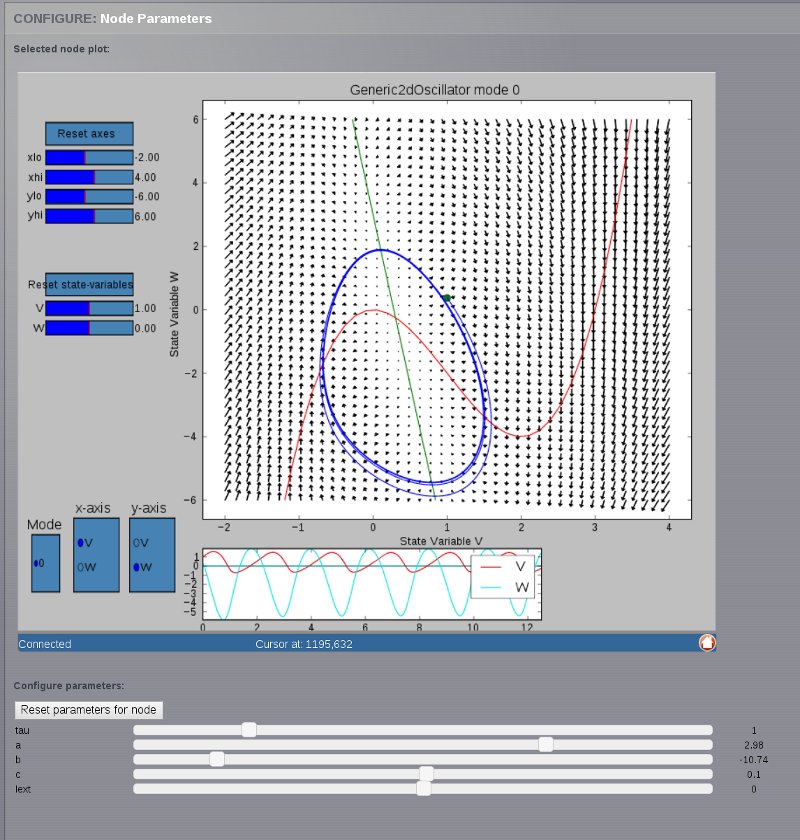 CONFIGURE: Node Parameters
Selected node plot:
Generic2dOscillator mode 0
Reset axes
xlo -2.00
xhi 4.00
ylo -6.00
yhi 6.00
Reset state-variables
V 1.00
W 0.00
State Variable W
6
4
2
0
−2
−4
−6
−2 −1 0 1 2 3 4
State Variable V
Mode
0
x-axis
V
W
y-axis
V
W
1
0
−1
−2
−3
−4
−5
0 2 4 6 8 10 12
V
W
Connected Cursor at: 1195,632
Configure parameters:
Reset parameters for node
tau 1
a 2.98
b -10.74
c 0.1
Iext 0